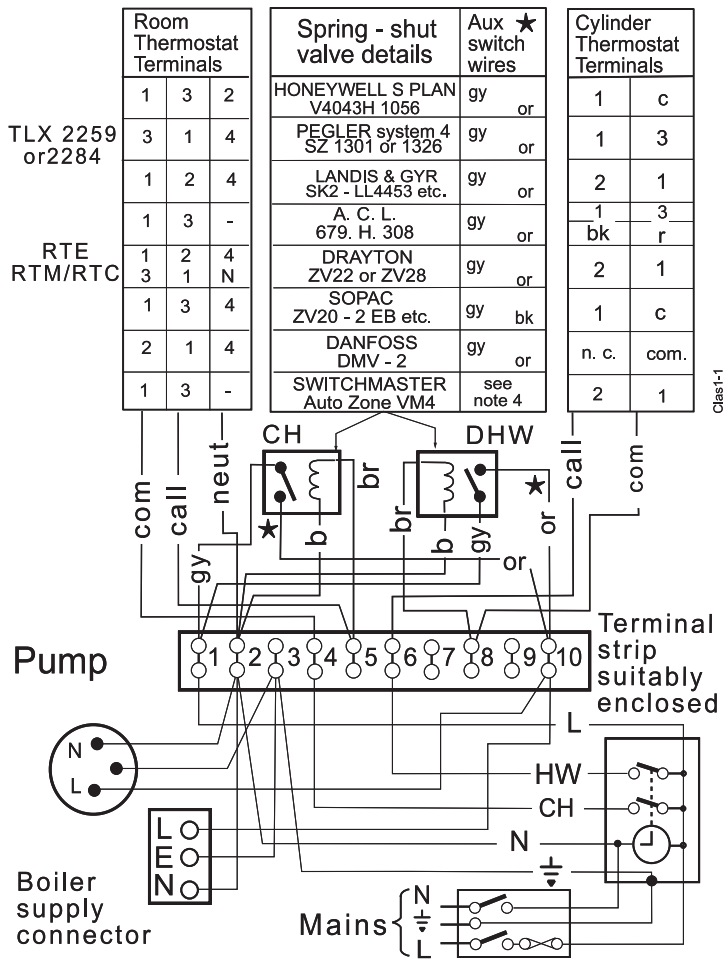 Room
Thermostat
Terminals
Spring - shut
valve details
Aux ★
switch
wires
Cylinder
Thermostat
Terminals
1 3 2
HONEYWELL S PLAN
V4043H 1056
gy or
1 c
TLX 2259
or2284
3 1 4
PEGLER system 4
SZ 1301 or 1326
gy or
1 3
1 2 4
LANDIS & GYR
SK2 - LL4453 etc.
gy or
2 1
1 3 -
A. C. L.
679. H. 308
gy or
1 3
bk r
RTE
RTM/RTC
1 2 4
3 1 N
DRAYTON
ZV22 or ZV28
gy or
2 1
1 3 4
SOPAC
ZV20 - 2 EB etc.
gy bk
1 c
2 1 4
DANFOSS
DMV - 2
gy or
n. c. com.
1 3 -
SWITCHMASTER
Auto Zone VM4
see
note 4
2 1
Clas1-1
CH
DHW
com
call
neut
gy
★
b
br
br
b
gy
★
or
or
call
com
1 2 3 4 5 6 7 8 9 10
Terminal
strip
suitably
enclosed
Pump
N
L
L
HW
CH
N
L
E
N
Boiler
supply
connector
Mains
N
L